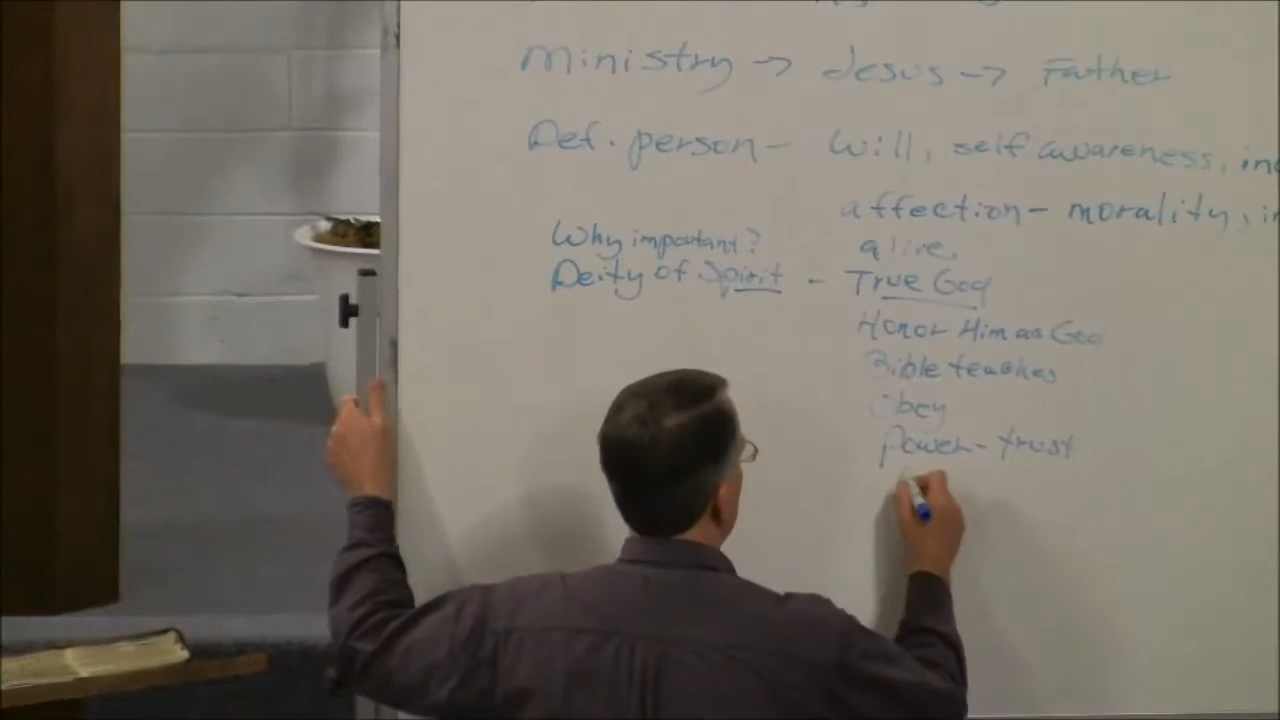 Ministry → Jesus → Father
Def. person - Will, self awareness,
affection - morality,
Why important? alive,
Deity of Spirit - True God
Honor Him as God
Bible teaches
obey
power - trust